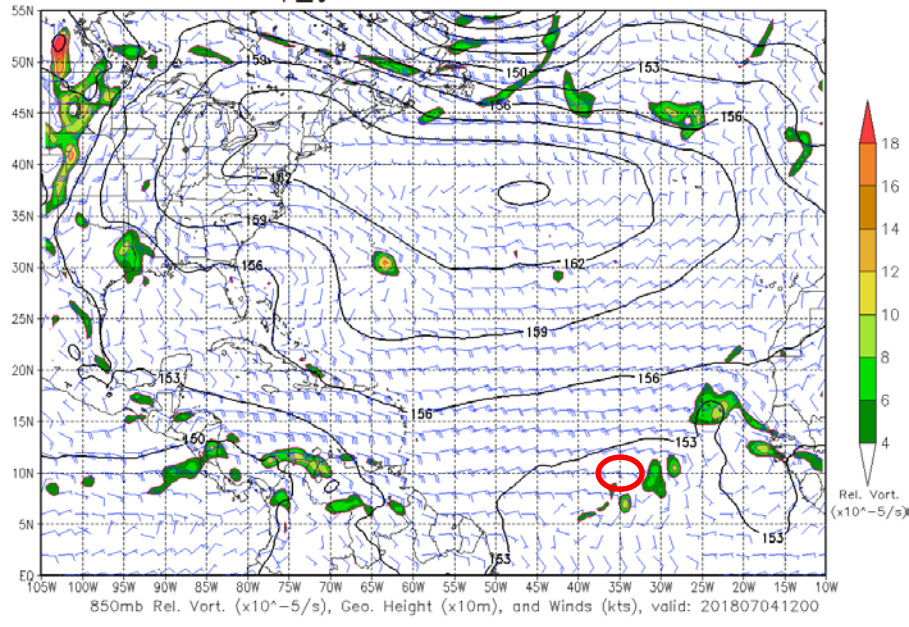 55N
50N
45N
40N
35N
30N
25N
20N
15N
10N
5N
EQ
105W 100W 95W 90W 85W 80W 75W 70W 65W 60W 55W 50W 45W 40W 35W 30W 25W 20W 15W 10W
159
150
153
156
156
162
159
156
162
159
153
156
156
150
153
153
153
18
16
14
12
10
8
6
4
Rel. Vort.
(x10^-5/s)
850mb Rel. Vort. (x10^-5/s), Geo. Height (x10m), and Winds (kts), valid: 201807041200